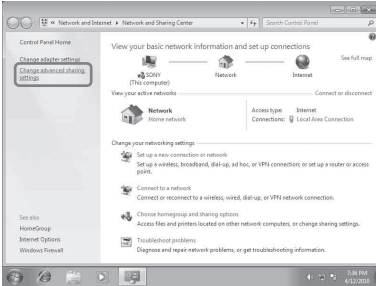 « Network and Internet ▸ Network and Sharing Center
Search Control Panel
Control Panel Home
Change adapter settings
Change advanced sharing
settings
View your basic network information and set up connections
See full map
SONY
(This computer)
Network
Internet
View your active networks
Connect or disconnect
Network
Home network
Access type: Internet
Connections: Local Area Connection
Change your networking settings
Set up a new connection or network
Set up a wireless, broadband, dial-up, ad hoc, or VPN connection; or set up a router or access
point.
Connect to a network
Connect or reconnect to a wireless, wired, dial-up, or VPN network connection.
Choose homegroup and sharing options
Access files and printers located on other network computers, or change sharing settings.
Troubleshoot problems
Diagnose and repair network problems, or get troubleshooting information.
See also
HomeGroup
Internet Options
Windows Firewall
7:36 PM
4/12/2010